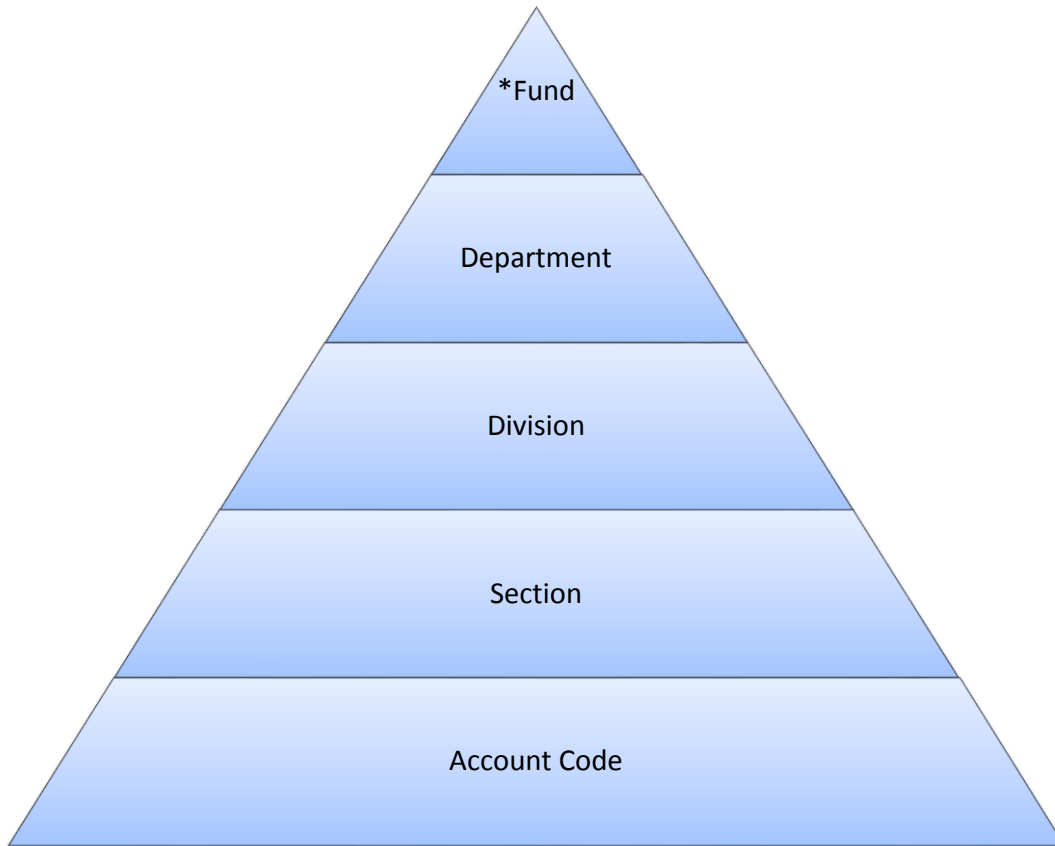 *Fund
Department
Division
Section
Account Code